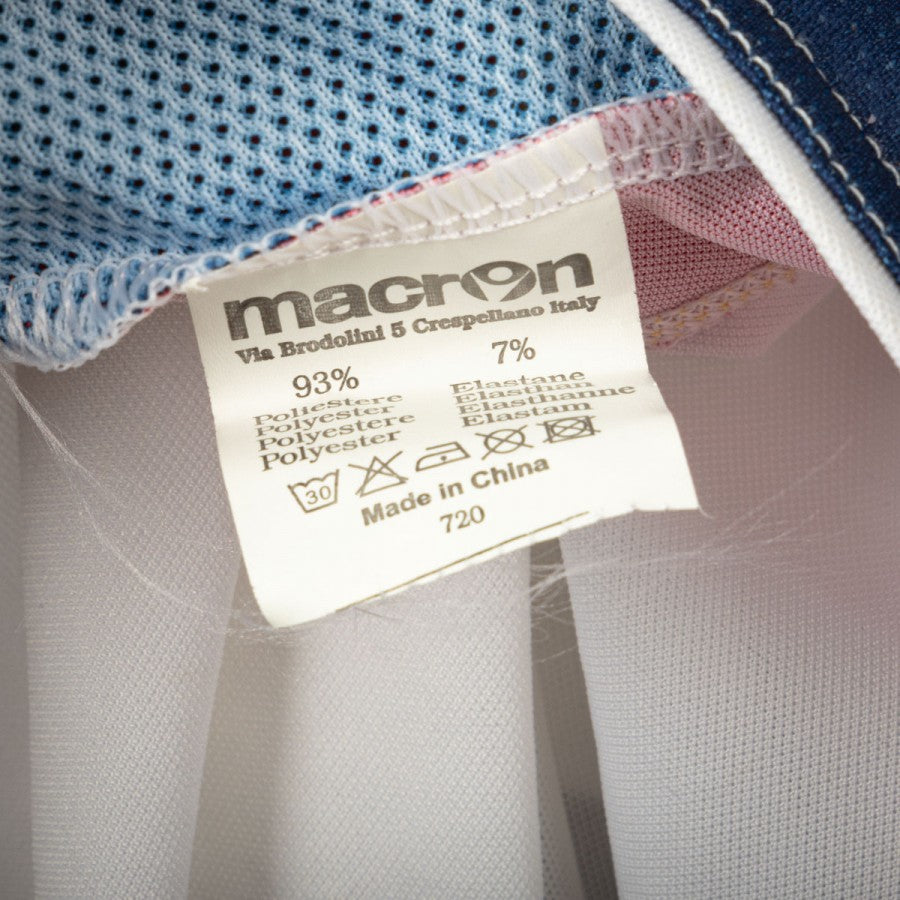 macron
Via Brodolini 5 Crespellano Italy
93% 7%
Poliestere Elastane
Polyester Elasthan
Polyestere Elasthanne
Polyester Elastam
30
Made in China
720